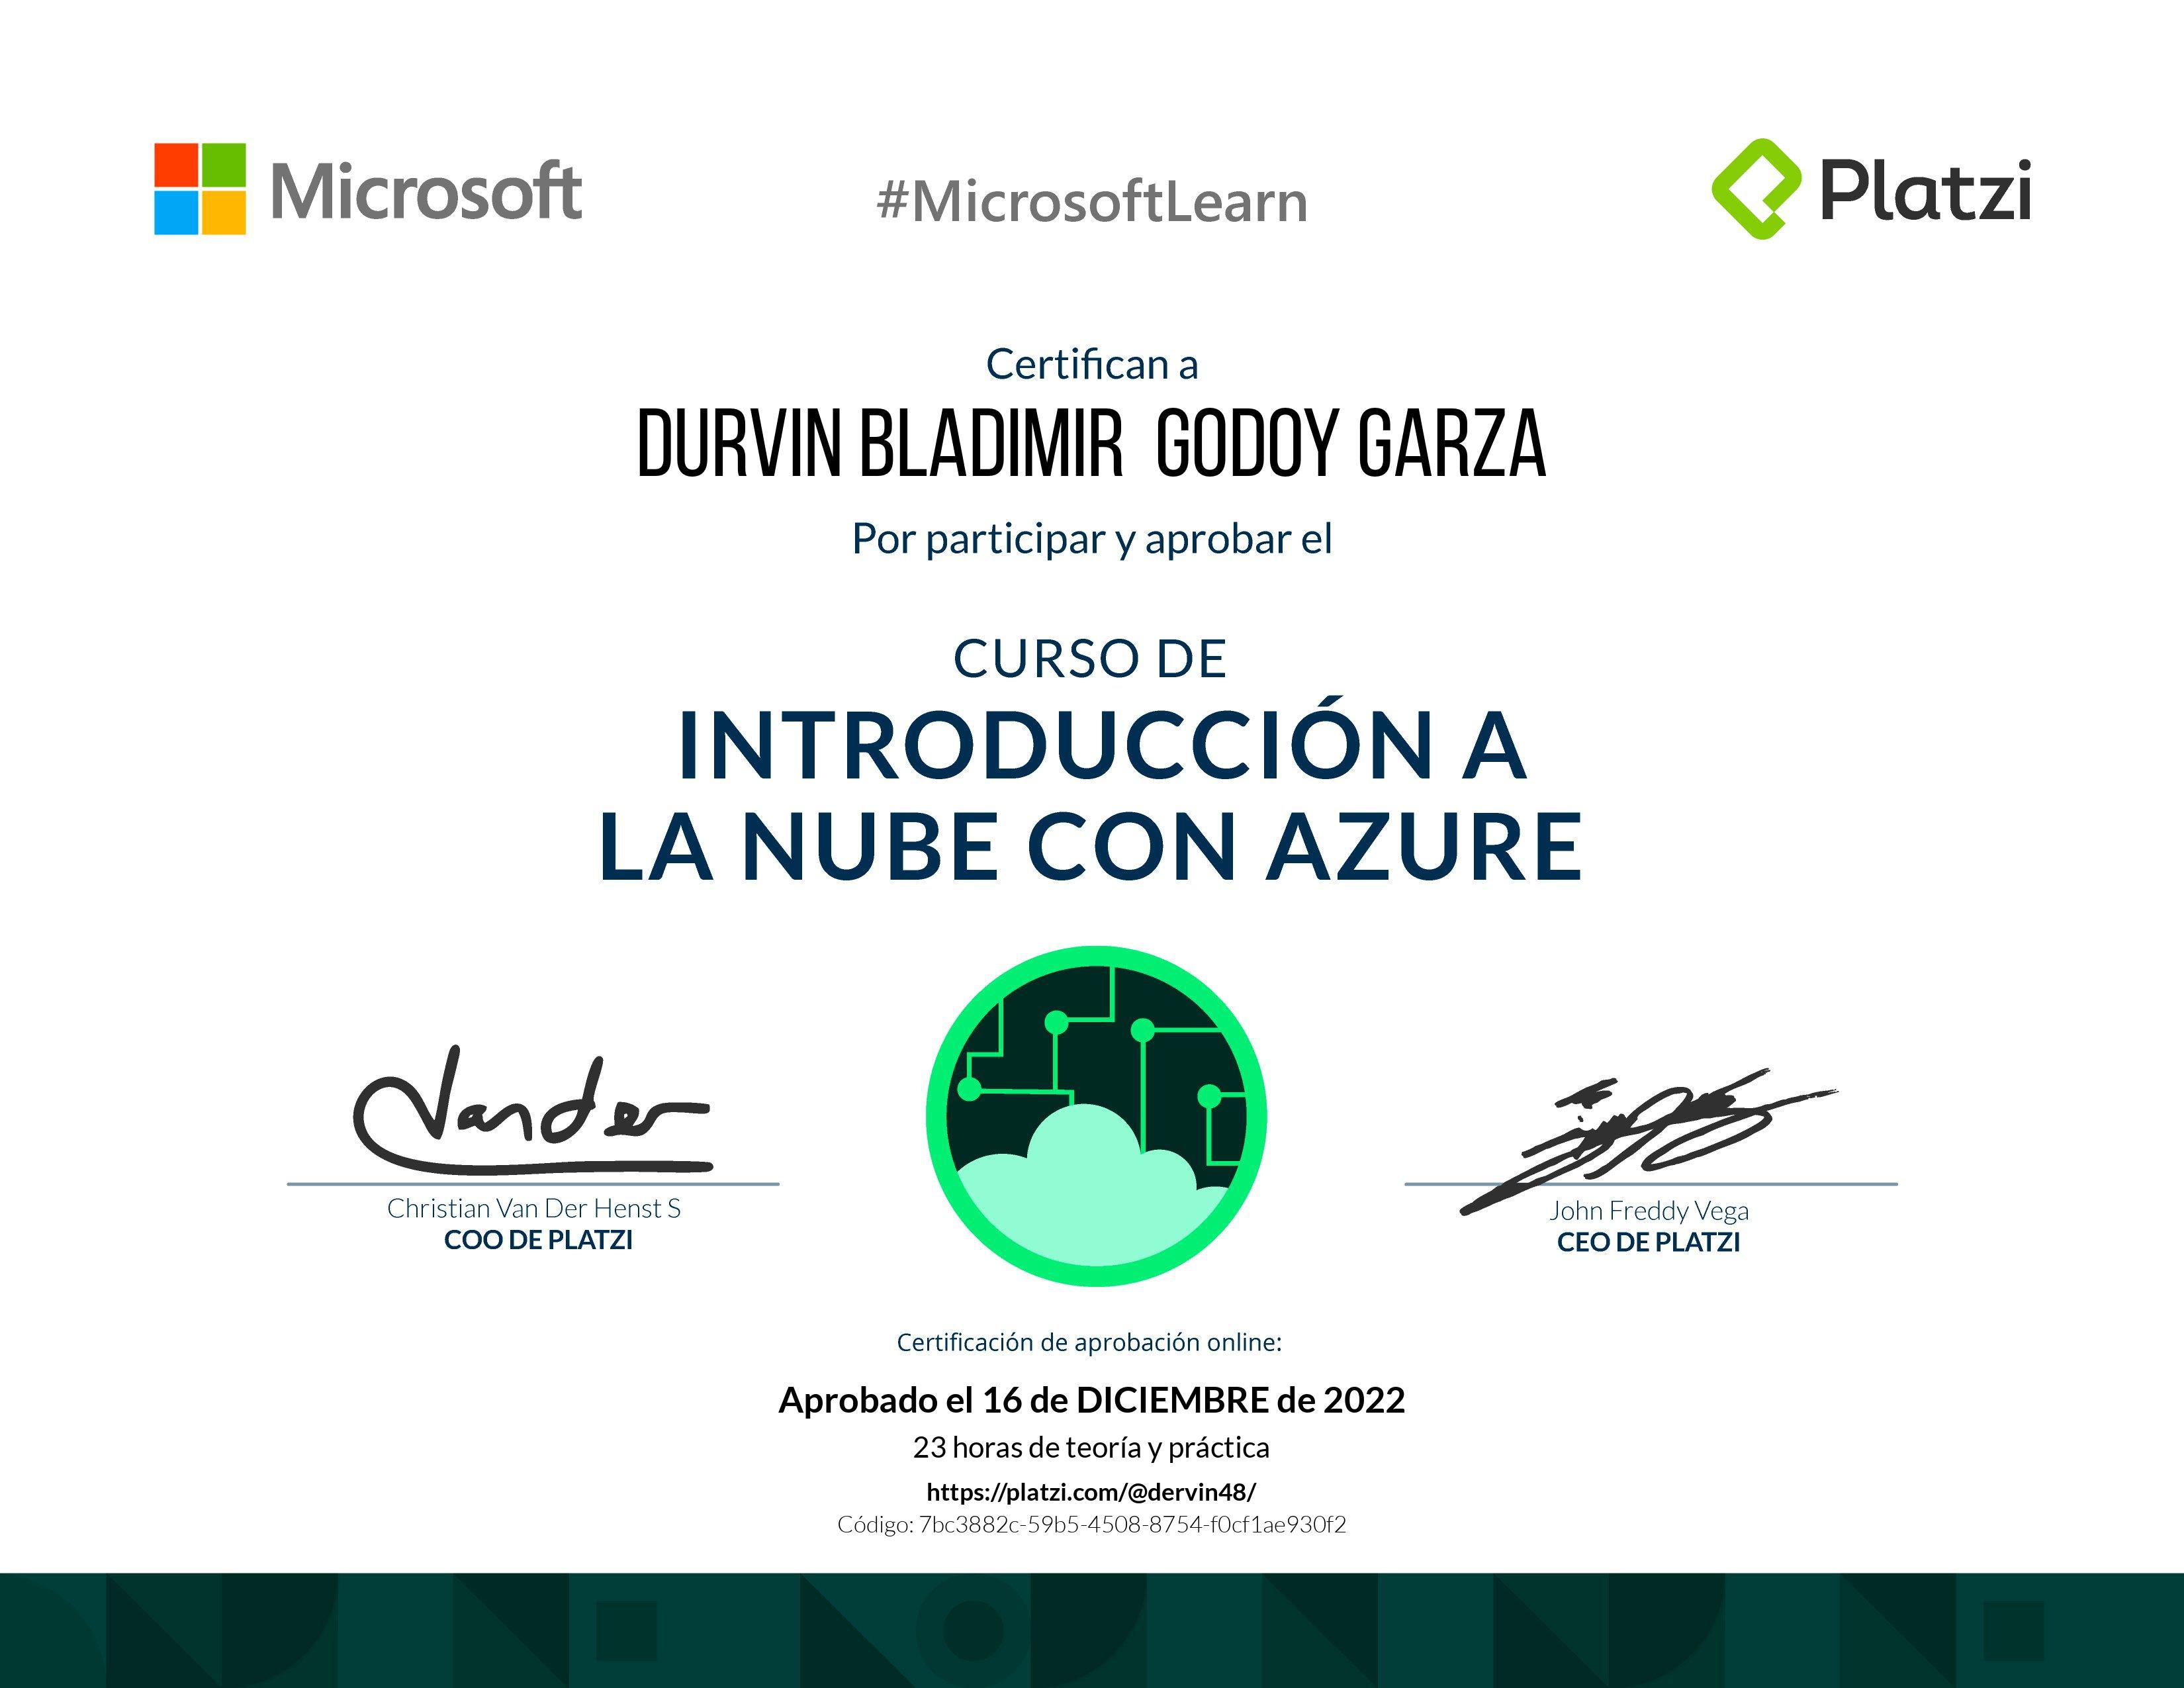 Microsoft
#MicrosoftLearn
Platzi
Certifican a
DURVIN BLADIMIR  GODOY GARZA
Por participar y aprobar el
CURSO DE
INTRODUCCIÓN A
LA NUBE CON AZURE
Vander
Christian Van Der Henst S
COO DE PLATZI
John Freddy Vega
CEO DE PLATZI
Certificación de aprobación online:
Aprobado el 16 de DICIEMBRE de 2022
23 horas de teoría y práctica
https://platzi.com/@dervin48/
Código: 7bc3882c-59b5-4508-8754-f0cf1ae930f2